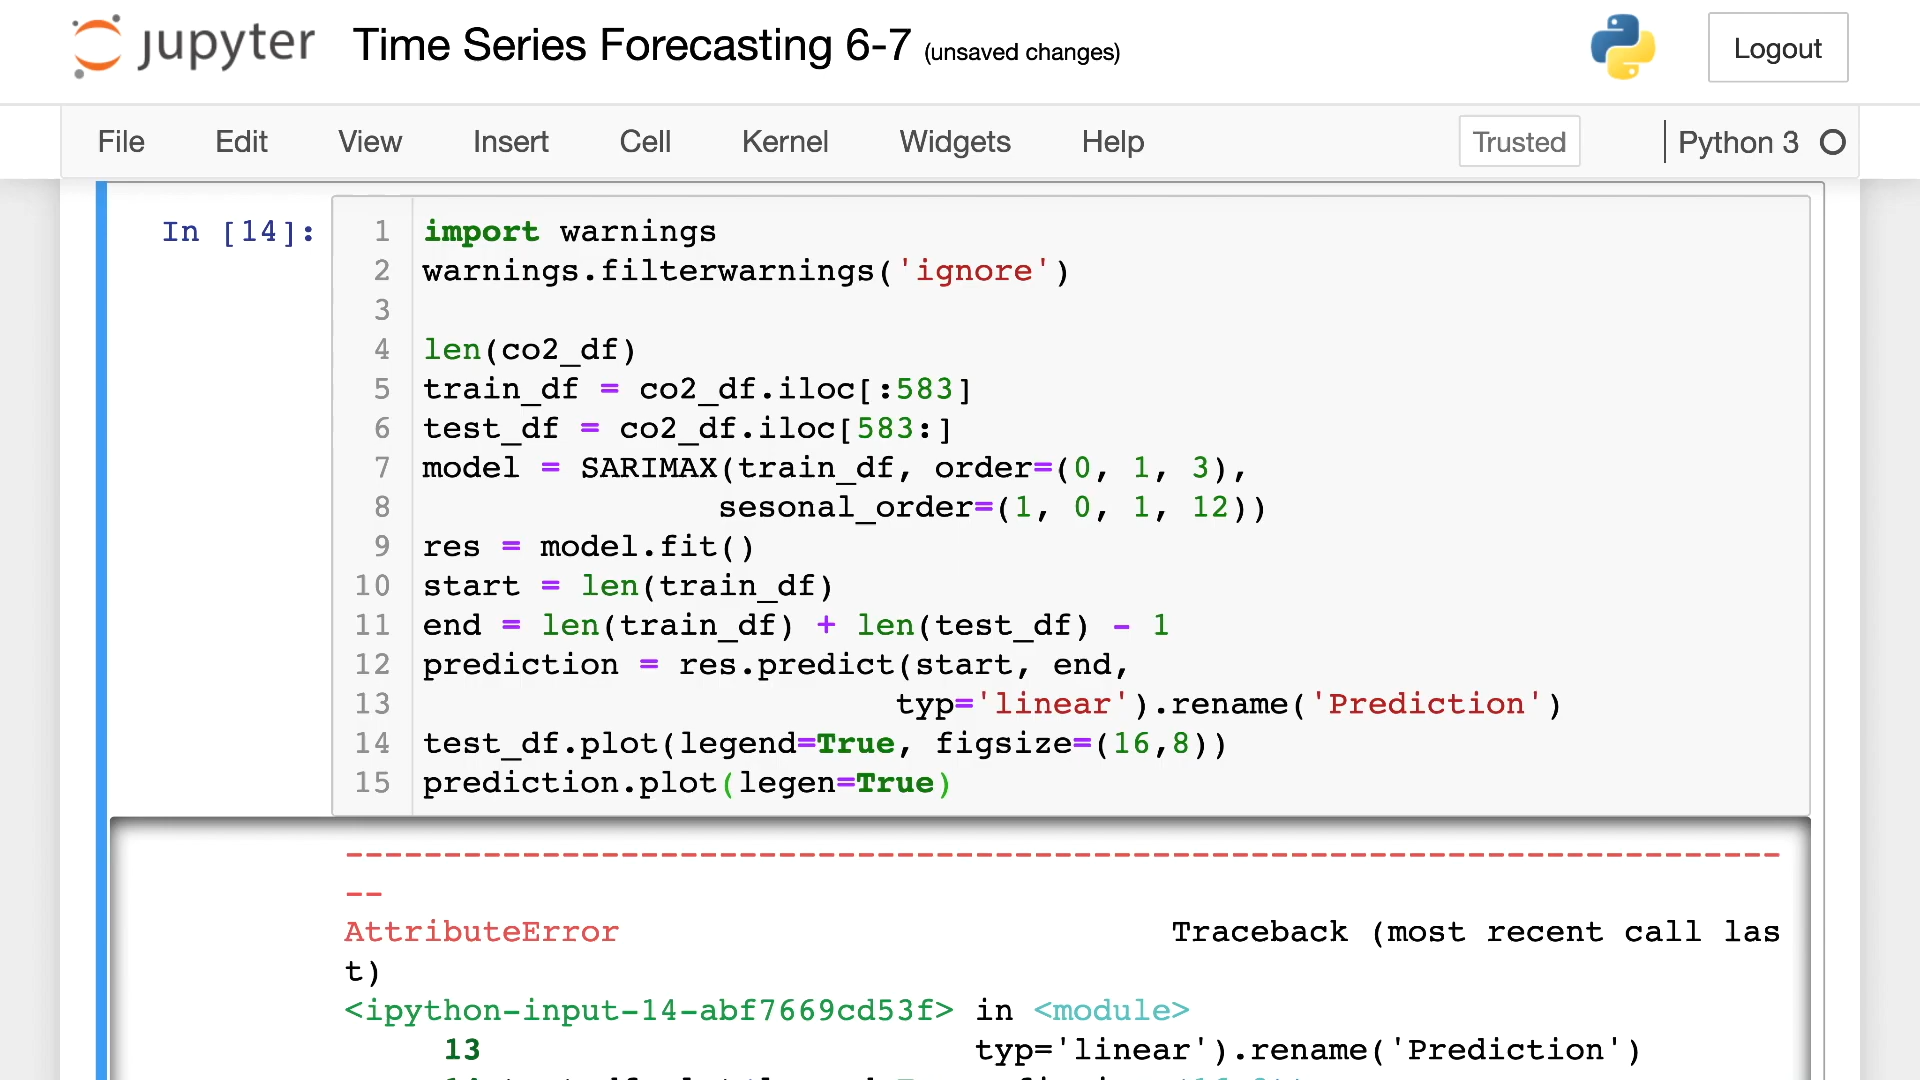 jupyter Time Series Forecasting 6-7 (unsaved changes) Logout
File Edit View Insert Cell Kernel Widgets Help Trusted Python 3
In [14]:
1 import warnings
2 warnings.filterwarnings('ignore')
3
4 len(co2_df)
5 train_df = co2_df.iloc[:583]
6 test_df = co2_df.iloc[583:]
7 model = SARIMAX(train_df, order=(0, 1, 3),
8 sesonal_order=(1, 0, 1, 12))
9 res = model.fit()
10 start = len(train_df)
11 end = len(train_df) + len(test_df) - 1
12 prediction = res.predict(start, end,
13 typ='linear').rename('Prediction')
14 test_df.plot(legend=True, figsize=(16,8))
15 prediction.plot(legen=True)
---------------------------------------------------------------------------
--
AttributeError Traceback (most recent call las
t)
<ipython-input-14-abf7669cd53f> in <module>
13 typ='linear').rename('Prediction')